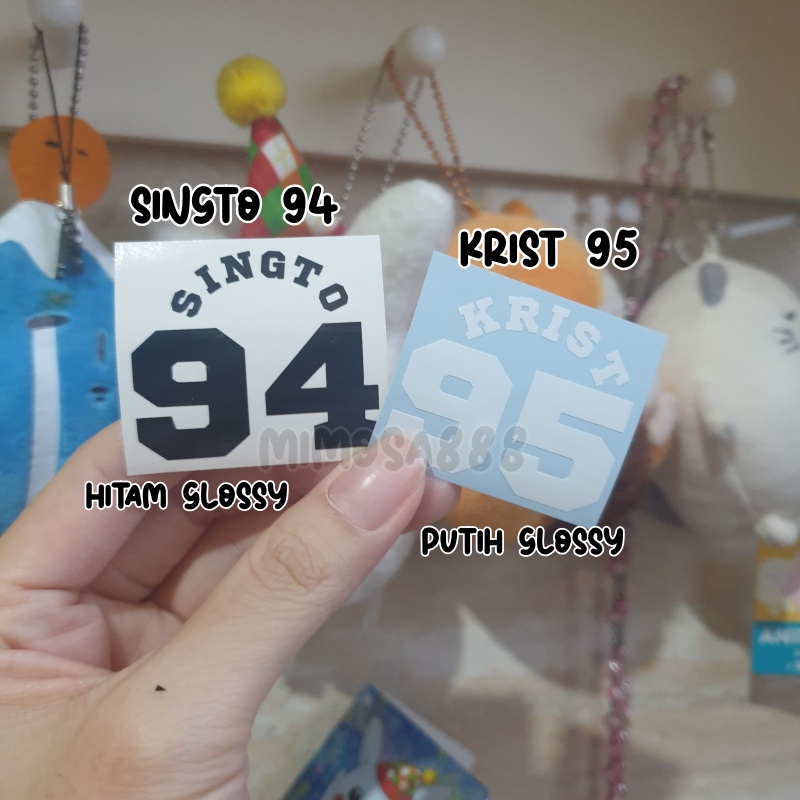 SINGTO 94
KRIST 95
SINGTO
94
KRIST
95
MIMOSA888
HITAM GLOSSY
PUTIH GLOSSY